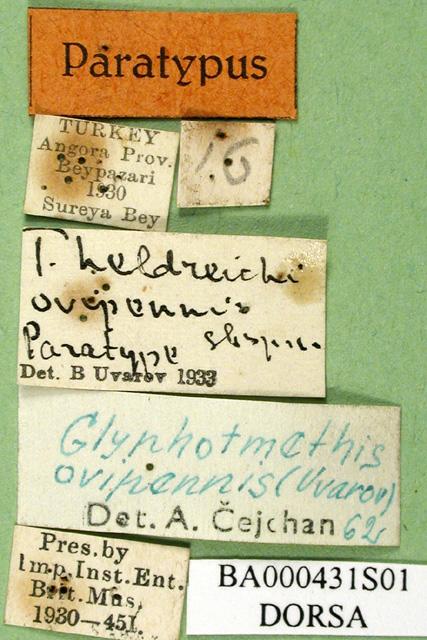 Paratypus
TURKEY
Angora Prov.
Beypazari
1930
Sureya Bey
16
T. heldreichi
ovipennis
Paratype sbsp.n.
Det. B Uvarov 1933
Glyphotmethis
ovipennis (Uvarov)
Det. A. Čejchan 62
Pres. by
Imp. Inst. Ent.
Brit. Mus.
1930-451.
BA000431S01
DORSA